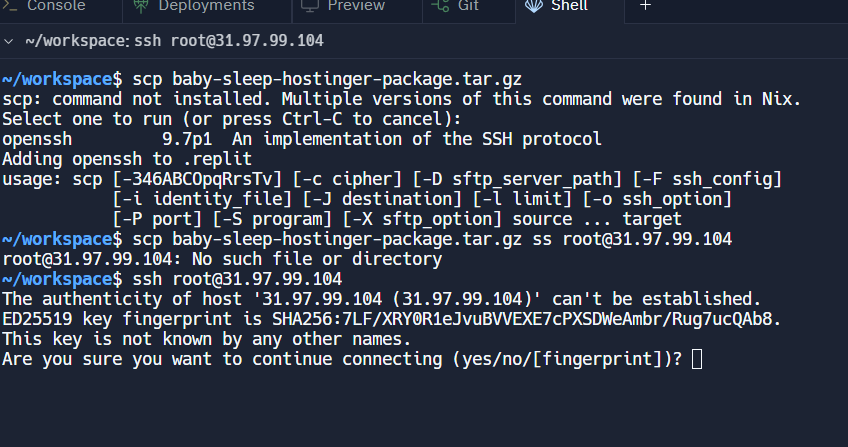 Console Deployments Preview Git Shell +
~/workspace: ssh root@31.97.99.104
~/workspace$ scp baby-sleep-hostinger-package.tar.gz
scp: command not installed. Multiple versions of this command were found in Nix.
Select one to run (or press Ctrl-C to cancel):
openssh 9.7p1 An implementation of the SSH protocol
Adding openssh to .replit
usage: scp [-346ABCOpqRrsTv] [-c cipher] [-D sftp_server_path] [-F ssh_config]
[-i identity_file] [-J destination] [-l limit] [-o ssh_option]
[-P port] [-S program] [-X sftp_option] source ... target
~/workspace$ scp baby-sleep-hostinger-package.tar.gz ss root@31.97.99.104
root@31.97.99.104: No such file or directory
~/workspace$ ssh root@31.97.99.104
The authenticity of host '31.97.99.104 (31.97.99.104)' can't be established.
ED25519 key fingerprint is SHA256:7LF/XRY0R1eJvuBVVEXE7cPXSDWeAmbr/Rug7ucQAb8.
This key is not known by any other names.
Are you sure you want to continue connecting (yes/no/[fingerprint])?